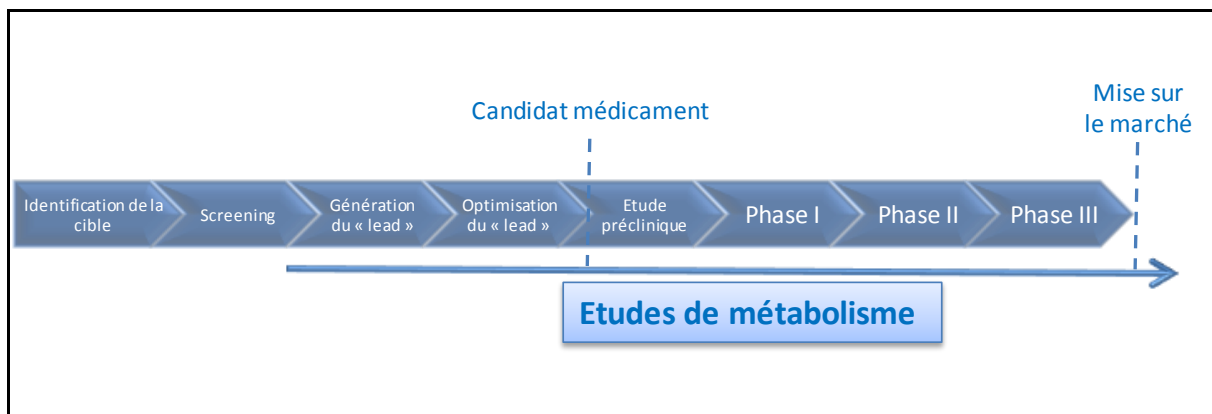 Candidat médicament
Mise sur
le marché
Identification de la
cible
Screening
Génération
du « lead »
Optimisation
du « lead »
Etude
préclinique
Phase I
Phase II
Phase III
Etudes de métabolisme